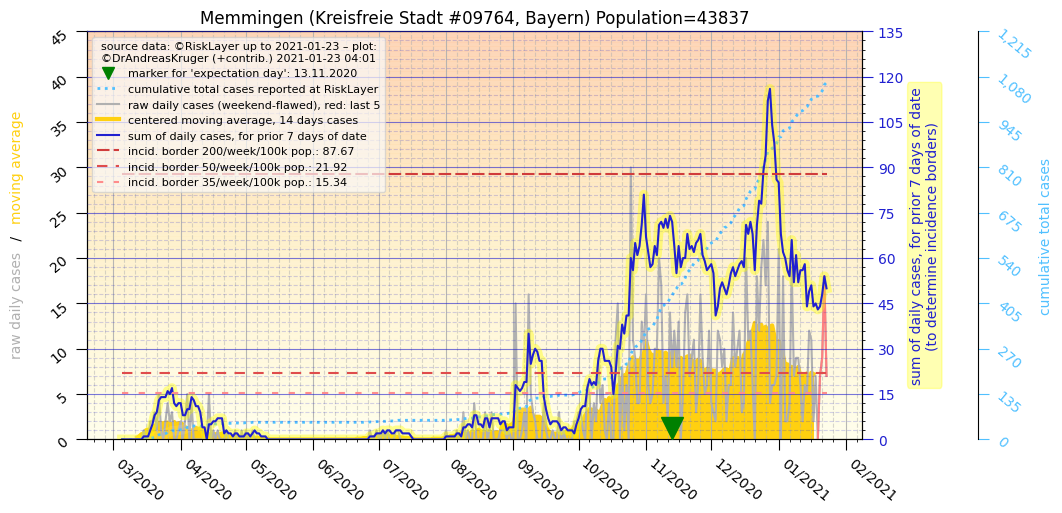 Memmingen (Kreisfreie Stadt #09764, Bayern) Population=43837
source data: ©RiskLayer up to 2021-01-23 – plot:
©DrAndreasKruger (+contrib.) 2021-01-23 04:01
marker for 'expectation day': 13.11.2020
cumulative total cases reported at RiskLayer
raw daily cases (weekend-flawed), red: last 5
centered moving average, 14 days cases
sum of daily cases, for prior 7 days of date
incid. border 200/week/100k pop.: 87.67
incid. border 50/week/100k pop.: 21.92
incid. border 35/week/100k pop.: 15.34
raw daily cases / moving average
45
40
35
30
25
20
15
10
5
0
03/2020
04/2020
05/2020
06/2020
07/2020
08/2020
09/2020
10/2020
11/2020
12/2020
01/2021
02/2021
135
120
105
90
75
60
45
30
15
0
sum of daily cases, for prior 7 days of date
(to determine incidence borders)
1,215
1,080
945
810
675
540
405
270
135
0
cumulative total cases